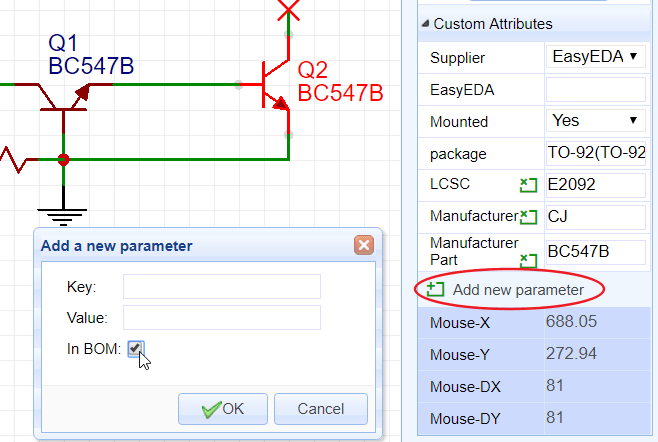 Q1
BC547B
Q2
BC547B
Custom Attributes
Supplier EasyEDA
EasyEDA
Mounted Yes
package TO-92(TO-92
LCSC E2092
Manufacturer CJ
Manufacturer
Part BC547B
Add new parameter
Mouse-X 688.05
Mouse-Y 272.94
Mouse-DX 81
Mouse-DY 81
Add a new parameter
Key:
Value:
In BOM:
OK Cancel